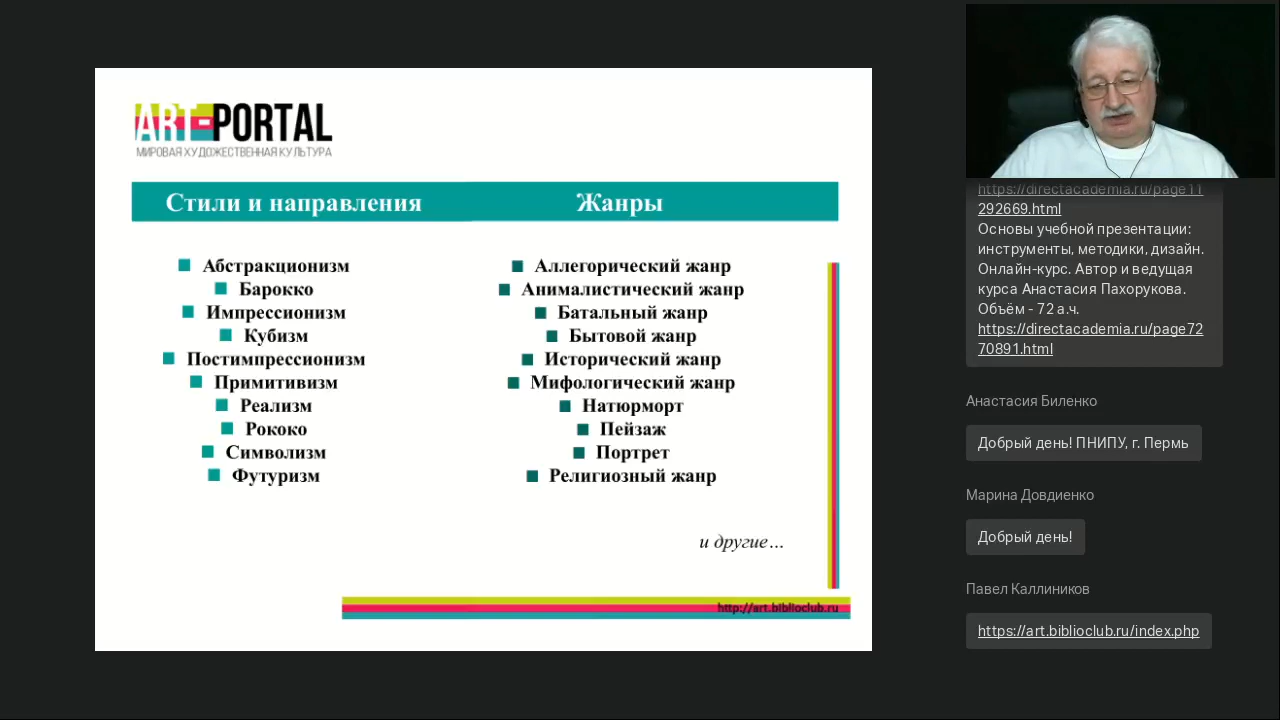 ART-PORTAL
МИРОВАЯ ХУДОЖЕСТВЕННАЯ КУЛЬТУРА
Стили и направления
Жанры
Абстракционизм
Барокко
Импрессионизм
Кубизм
Постимпрессионизм
Примитивизм
Реализм
Рококо
Символизм
Футуризм
Аллегорический жанр
Анималистический жанр
Батальный жанр
Бытовой жанр
Исторический жанр
Мифологический жанр
Натюрморт
Пейзаж
Портрет
Религиозный жанр
и другие...
http://art.biblioclub.ru
https://directacademia.ru/page11
292669.html
Основы учебной презентации:
инструменты, методики, дизайн.
Онлайн-курс. Автор и ведущая
курса Анастасия Пахорукова.
Объём - 72 а.ч.
https://directacademia.ru/page72
70891.html
Анастасия Биленко
Добрый день! ПНИПУ, г. Пермь
Марина Довдиенко
Добрый день!
Павел Каллиников
https://art.biblioclub.ru/index.php